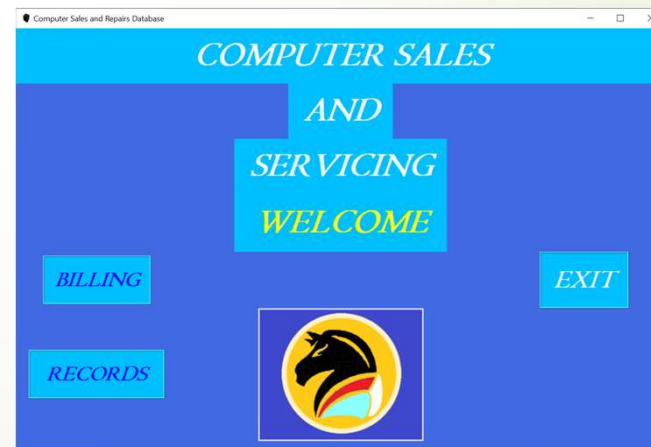 Computer Sales and Repairs Database
COMPUTER SALES
AND
SERVICING
WELCOME
BILLING
EXIT
RECORDS